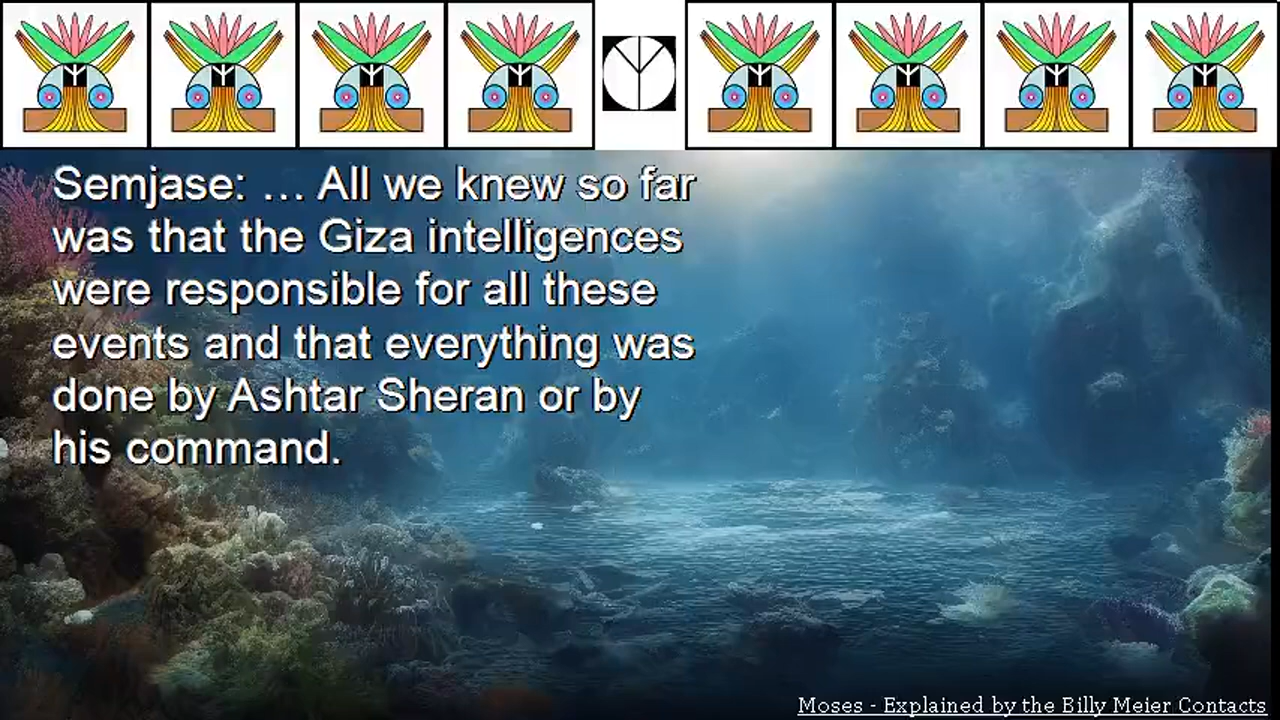 Semjase: … All we knew so far
was that the Giza intelligences
were responsible for all these
events and that everything was
done by Ashtar Sheran or by
his command.
Moses - Explained by the Billy Meier Contacts